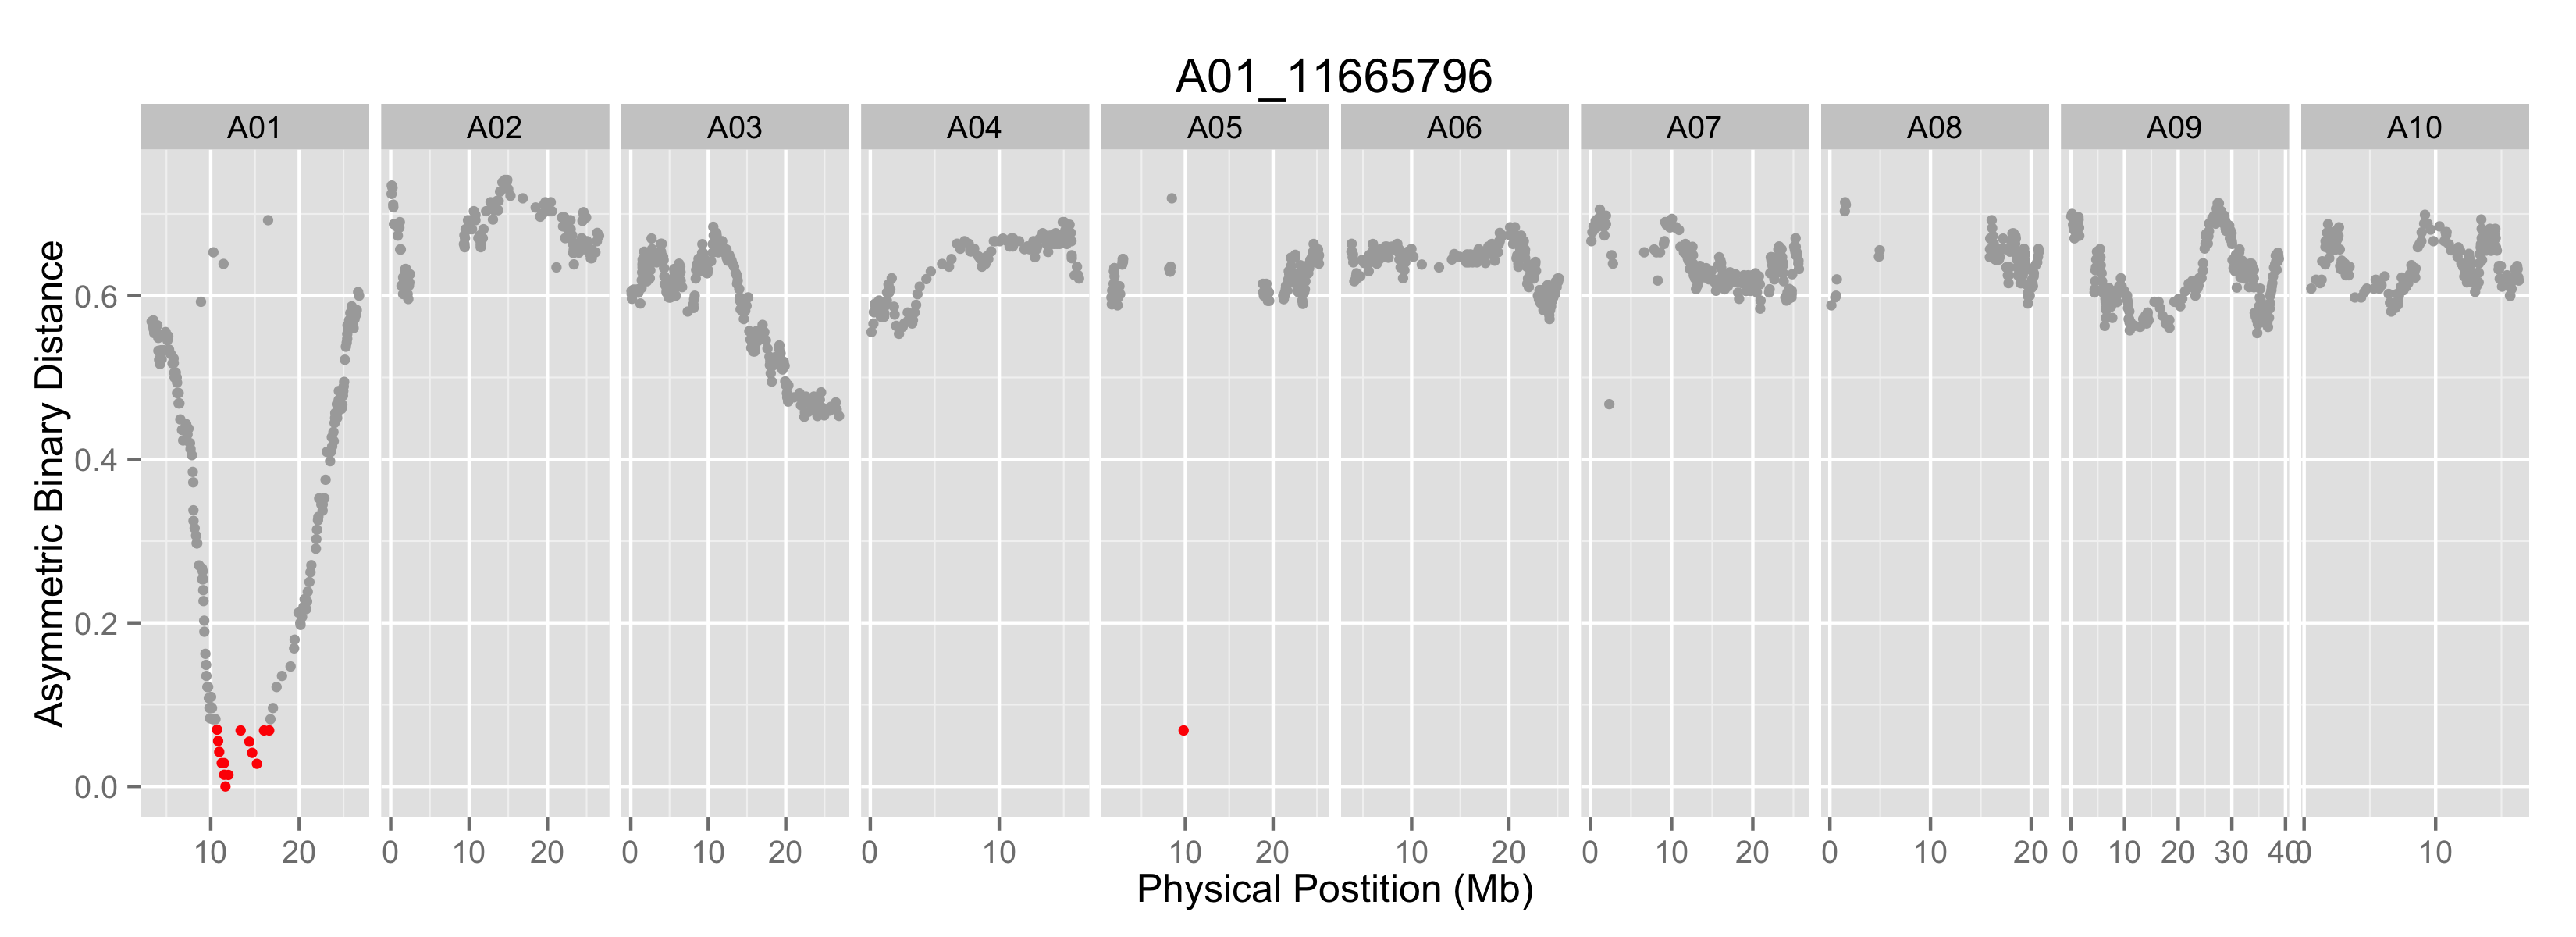 A01_11665796
A01 A02 A03 A04 A05 A06 A07 A08 A09 A10
Asymmetric Binary Distance
0.6
0.4
0.2
0.0
10 20 0 10 20 0 10 20 0 10 10 20 10 20 0 10 20 0 10 20 0 10 20 30 40 0 10
Physical Postition (Mb)